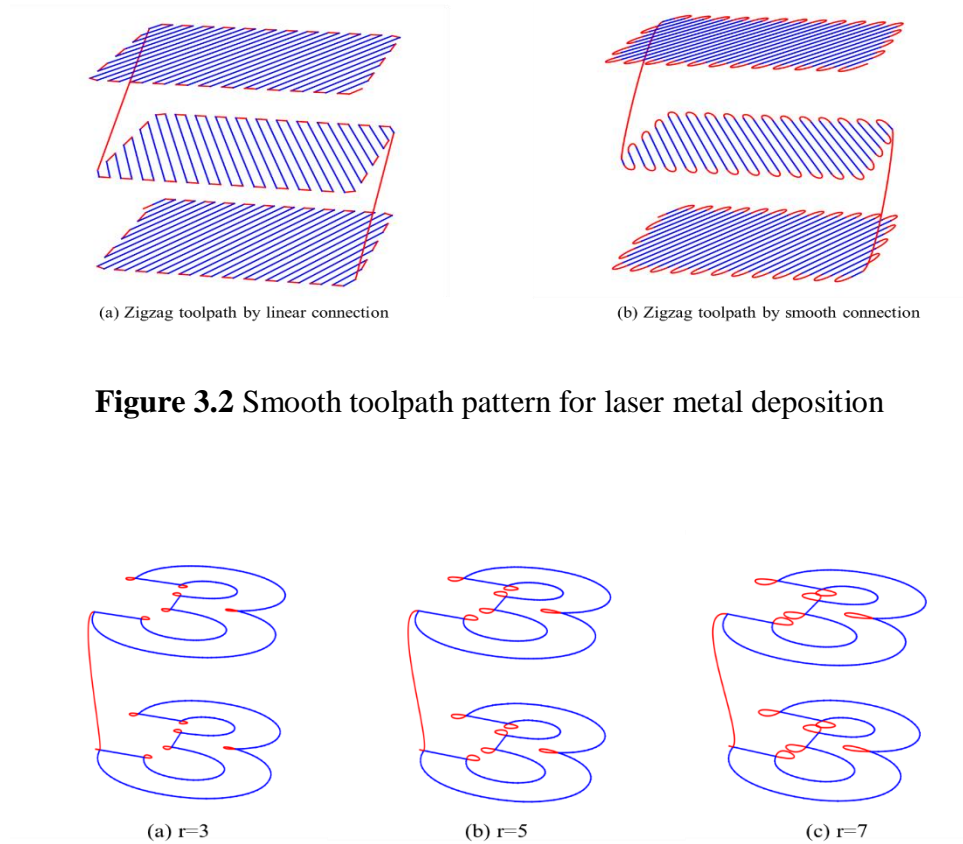 (a) Zigzag toolpath by linear connection
(b) Zigzag toolpath by smooth connection
Figure 3.2 Smooth toolpath pattern for laser metal deposition
(a) r=3
(b) r=5
(c) r=7